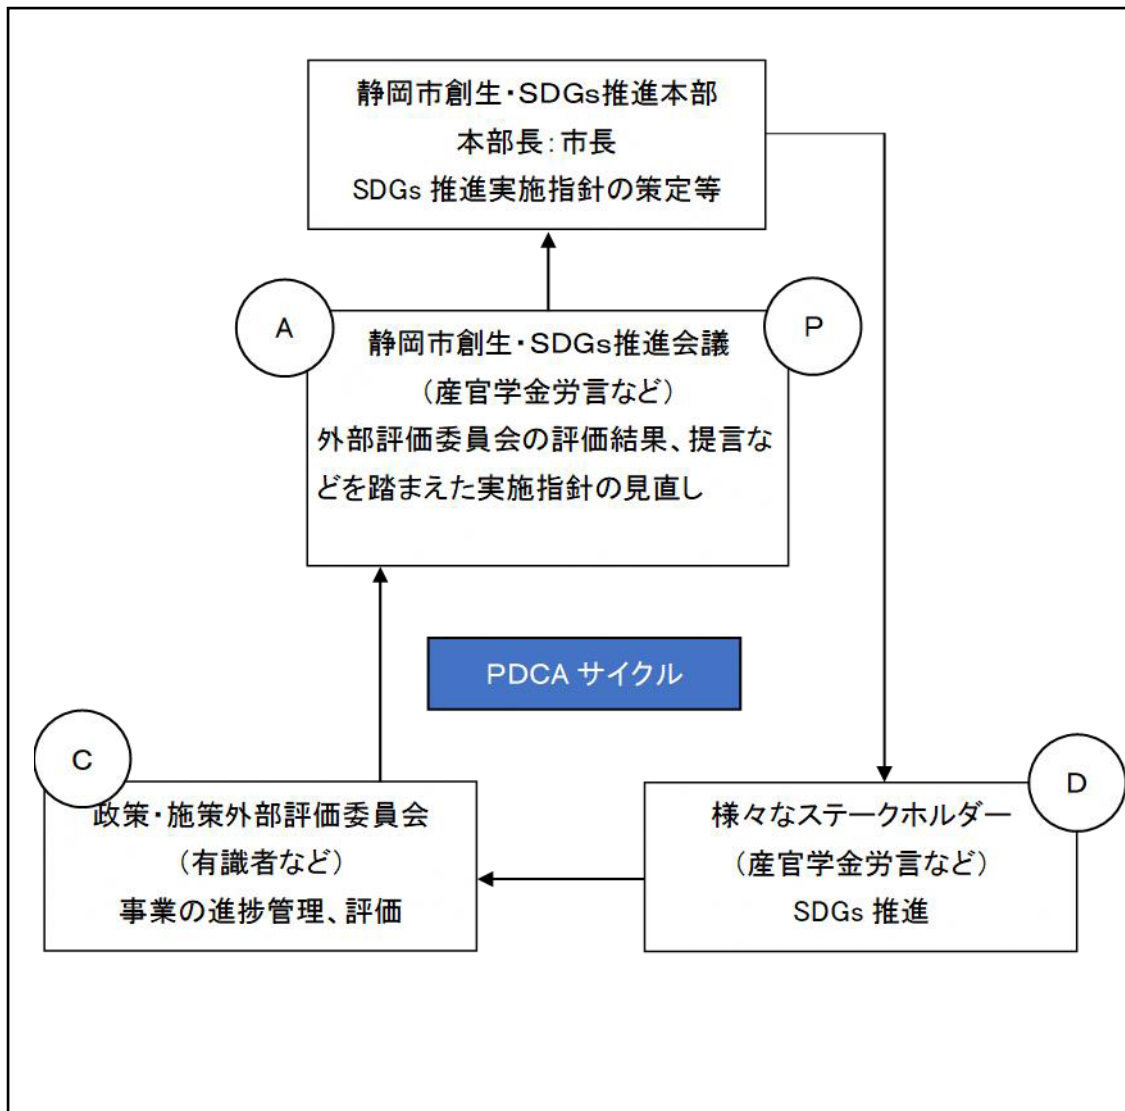 静岡市創生・SDGs推進本部
本部長：市長
SDGs 推進実施指針の策定等
A
P
静岡市創生・SDGs推進会議
（産官学金労言など）
外部評価委員会の評価結果、提言な
どを踏まえた実施指針の見直し
PDCA サイクル
C
政策・施策外部評価委員会
（有識者など）
事業の進捗管理、評価
D
様々なステークホルダー
（産官学金労言など）
SDGs 推進